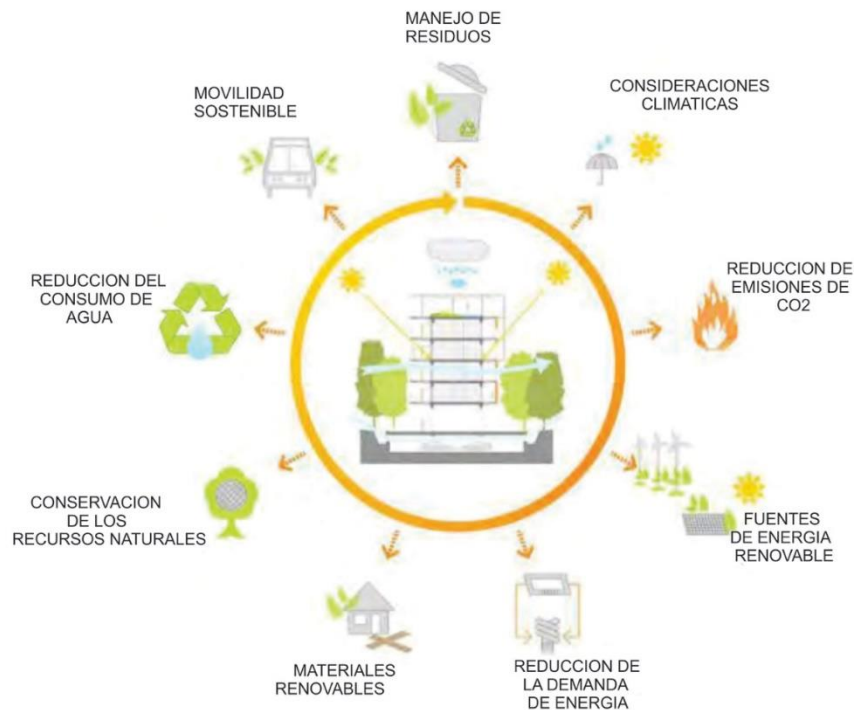 MANEJO DE
RESIDUOS
CONSIDERACIONES
CLIMATICAS
REDUCCION DE
EMISIONES DE
CO2
FUENTES
DE ENERGIA
RENOVABLE
REDUCCION DE
LA DEMANDA
DE ENERGIA
MATERIALES
RENOVABLES
CONSERVACION
DE LOS
RECURSOS NATURALES
REDUCCION DEL
CONSUMO DE
AGUA
MOVILIDAD
SOSTENIBLE